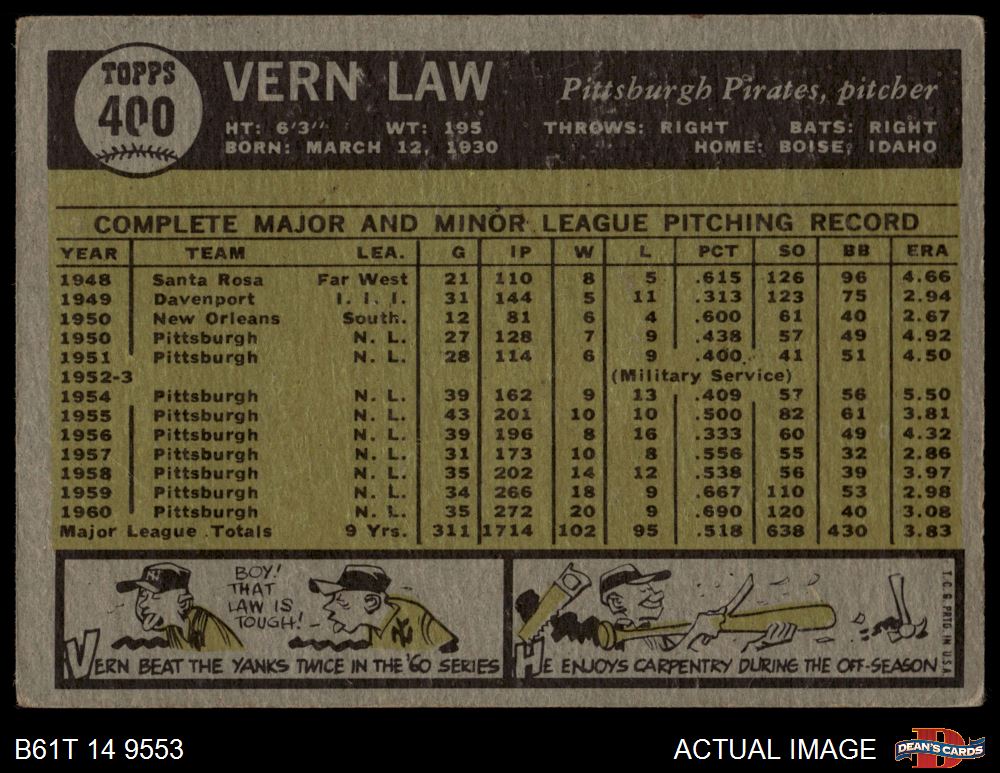 TOPPS
400
VERN LAW
Pittsburgh Pirates, pitcher
HT: 6'3" WT: 195 THROWS: RIGHT BATS: RIGHT
BORN: MARCH 12, 1930 HOME: BOISE, IDAHO
COMPLETE MAJOR AND MINOR LEAGUE PITCHING RECORD
YEAR TEAM LEA. G IP W L PCT SO BB ERA
1948 Santa Rosa Far West 21 110 8 5 .615 126 96 4.66
1949 Davenport I. I. I. 31 144 5 11 .313 123 75 2.94
1950 New Orleans South. 12 81 6 4 .600 61 40 2.67
1950 Pittsburgh N. L. 27 128 7 9 .438 57 49 4.92
1951 Pittsburgh N. L. 28 114 6 9 .400 41 51 4.50
1952-3 (Military Service)
1954 Pittsburgh N. L. 39 162 9 13 .409 57 56 5.50
1955 Pittsburgh N. L. 43 201 10 10 .500 82 61 3.81
1956 Pittsburgh N. L. 39 196 8 16 .333 60 49 4.32
1957 Pittsburgh N. L. 31 173 10 8 .556 55 32 2.86
1958 Pittsburgh N. L. 35 202 14 12 .538 56 39 3.97
1959 Pittsburgh N. L. 34 266 18 9 .667 110 53 2.98
1960 Pittsburgh N. L. 35 272 20 9 .690 120 40 3.08
Major League Totals 9 Yrs. 311 1714 102 95 .518 638 430 3.83
NY
BOY!
THAT
LAW IS
TOUGH!
NY
VERN BEAT THE YANKS TWICE IN THE '60 SERIES
HE ENJOYS CARPENTRY DURING THE OFF-SEASON
T.C.G. PRTD. IN U.S.A.
B61T 14 9553
ACTUAL IMAGE
DEAN'S CARDS